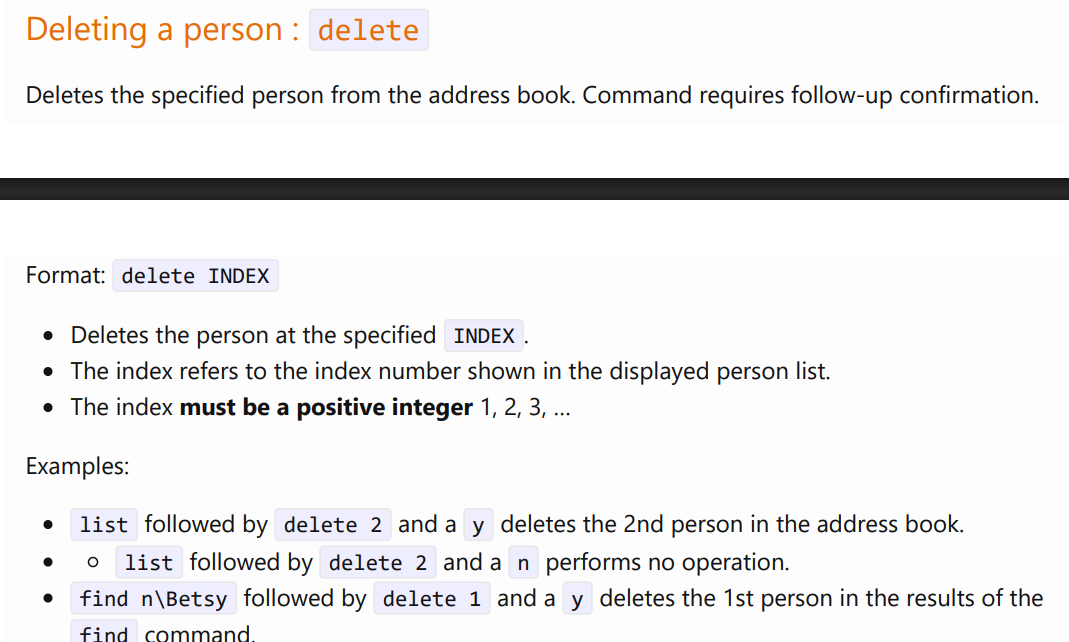 Deleting a person : delete
Deletes the specified person from the address book. Command requires follow-up confirmation.
Format: delete INDEX
• Deletes the person at the specified INDEX.
• The index refers to the index number shown in the displayed person list.
• The index must be a positive integer 1, 2, 3, …
Examples:
• list followed by delete 2 and a y deletes the 2nd person in the address book.
• ○ list followed by delete 2 and a n performs no operation.
• find n\Betsy followed by delete 1 and a y deletes the 1st person in the results of the
find command.